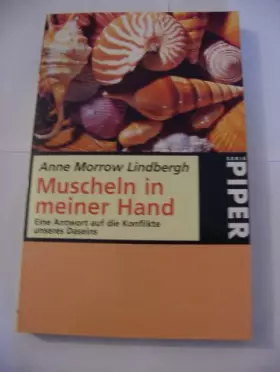 Anne Morrow Lindbergh
Muscheln in
meiner Hand
Eine Antwort auf die Konflikte
unseres Daseins
SERIE
PIPER